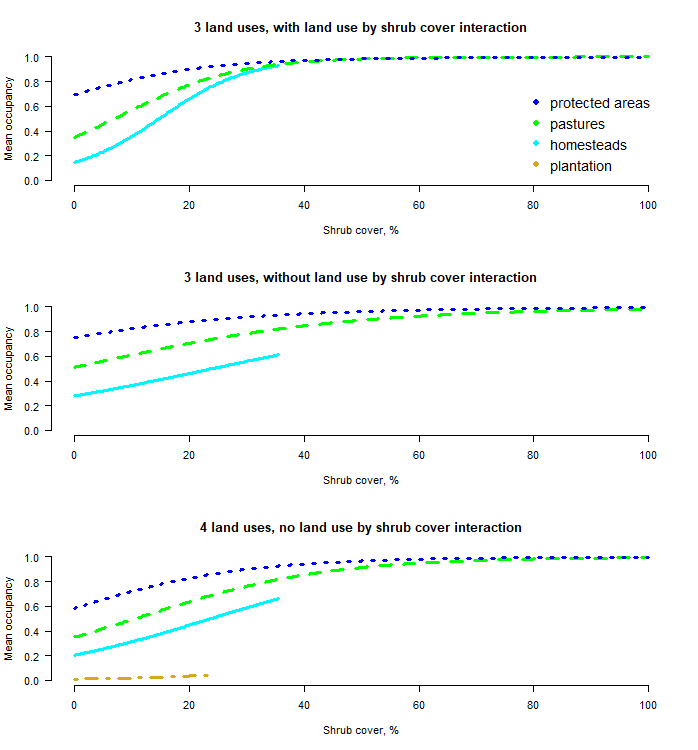 3 land uses, with land use by shrub cover interaction
1.0
0.8
0.6
0.4
0.2
0.0
Mean occupancy
protected areas
pastures
homesteads
plantation
0 20 40 60 80 100
Shrub cover, %
3 land uses, without land use by shrub cover interaction
1.0
0.8
0.6
0.4
0.2
0.0
Mean occupancy
0 20 40 60 80 100
Shrub cover, %
4 land uses, no land use by shrub cover interaction
1.0
0.8
0.6
0.4
0.2
0.0
Mean occupancy
0 20 40 60 80 100
Shrub cover, %